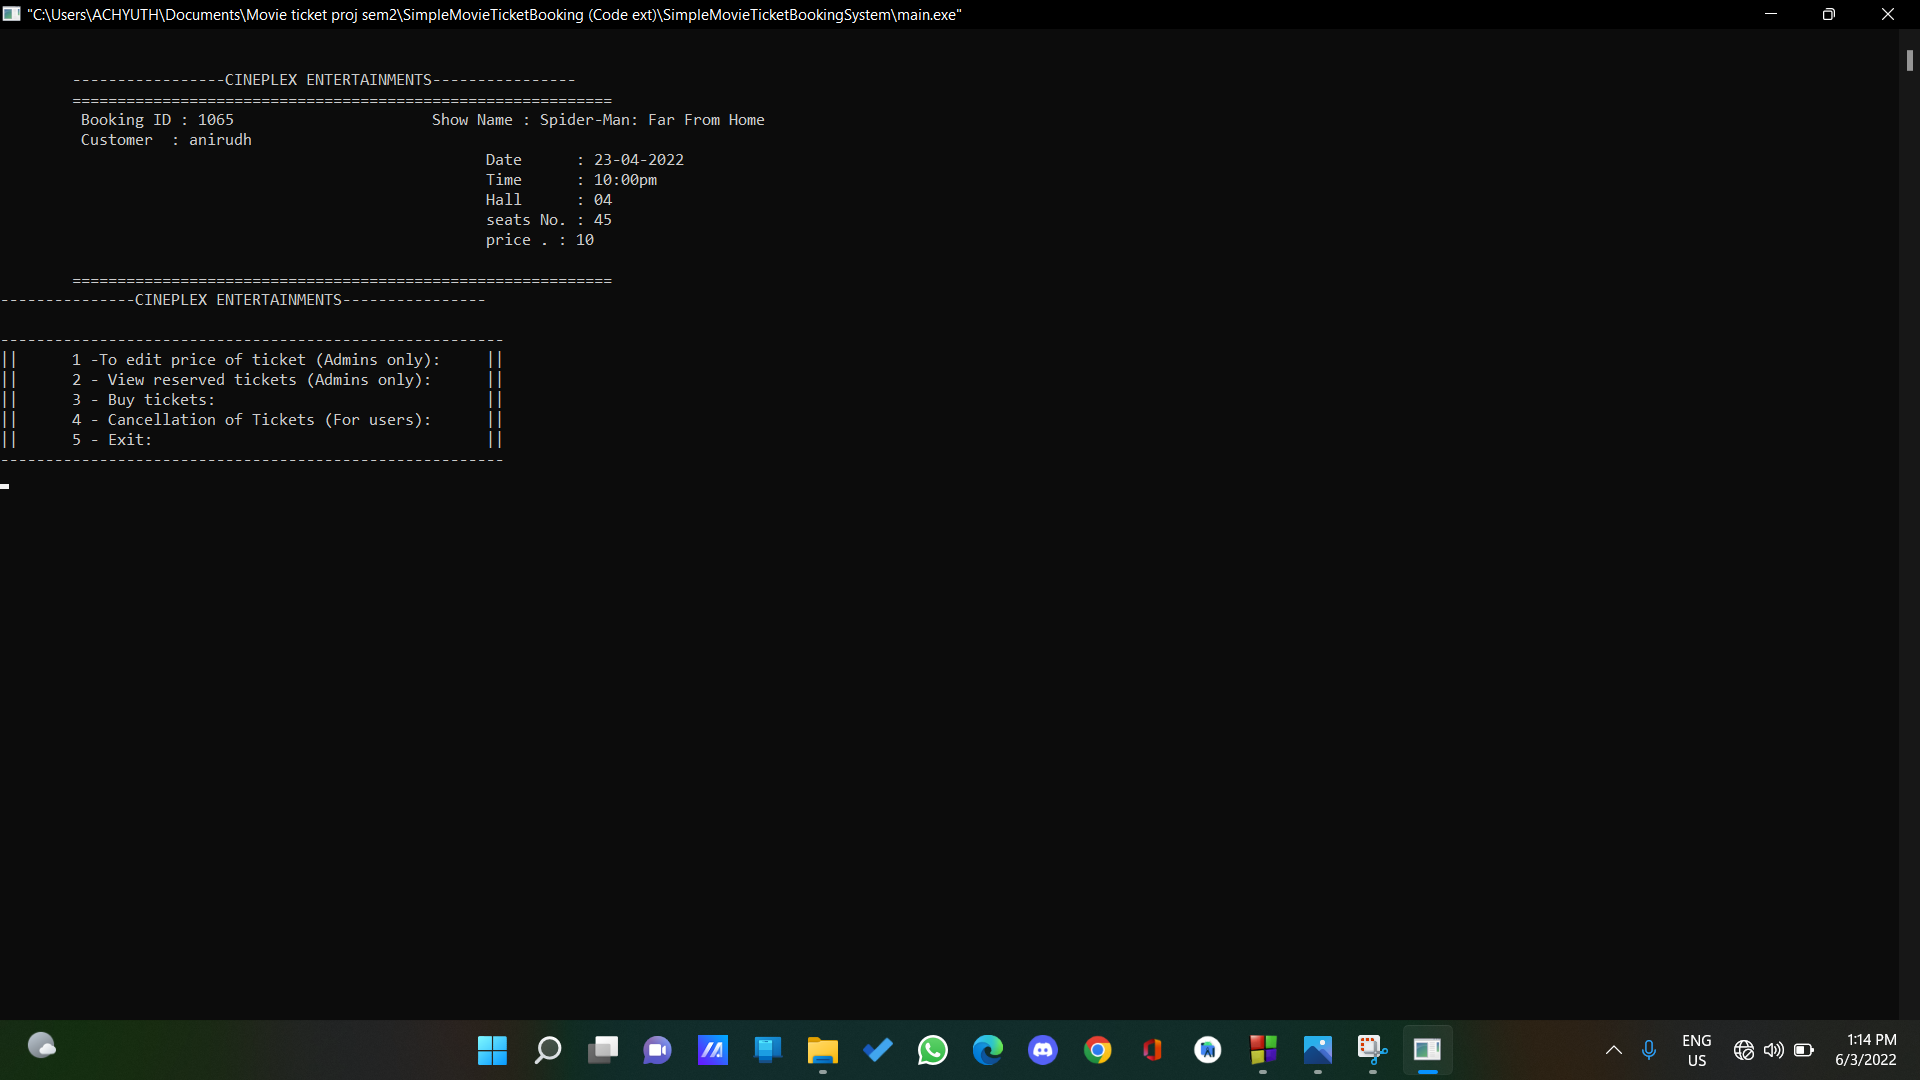 "C:\Users\ACHYUTH\Documents\Movie ticket proj sem2\SimpleMovieTicketBooking (Code ext)\SimpleMovieTicketBookingSystem\main.exe"
-----------------CINEPLEX ENTERTAINMENTS----------------
============================================================
Booking ID : 1065 Show Name : Spider-Man: Far From Home
Customer : anirudh
Date : 23-04-2022
Time : 10:00pm
Hall : 04
seats No. : 45
price . : 10
============================================================
---------------CINEPLEX ENTERTAINMENTS----------------
--------------------------------------------------------
|| 1 -To edit price of ticket (Admins only): ||
|| 2 - View reserved tickets (Admins only): ||
|| 3 - Buy tickets: ||
|| 4 - Cancellation of Tickets (For users): ||
|| 5 - Exit: ||
--------------------------------------------------------
ENG
US
1:14 PM
6/3/2022